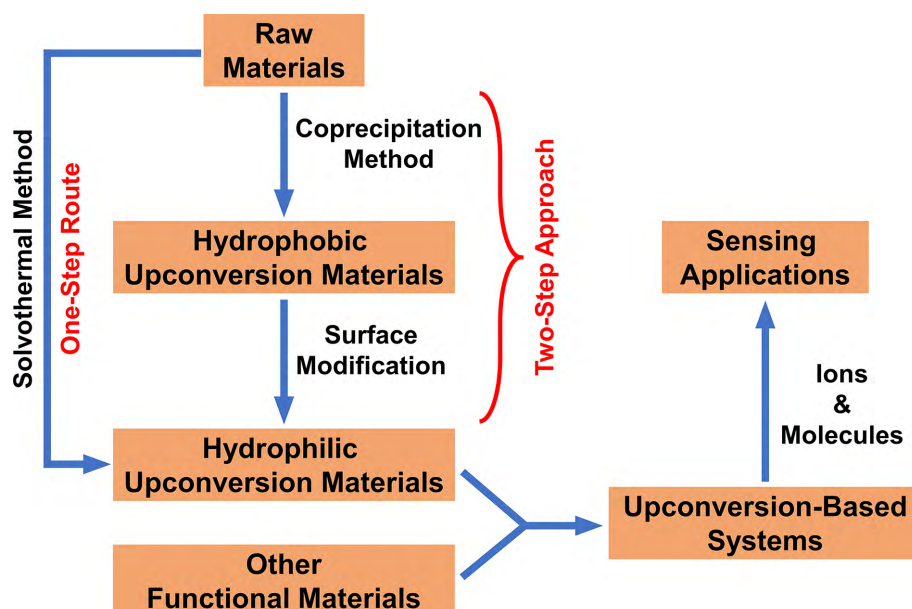 Raw
Materials
Solvothermal Method
One-Step Route
Coprecipitation
Method
Two-Step Approach
Hydrophobic
Upconversion Materials
Surface
Modification
Hydrophilic
Upconversion Materials
Other
Functional Materials
Sensing
Applications
Ions
&
Molecules
Upconversion-Based
Systems